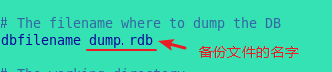 # The filename where to dump the DB
dbfilename dump.rdb
备份文件的名字
# The working directory